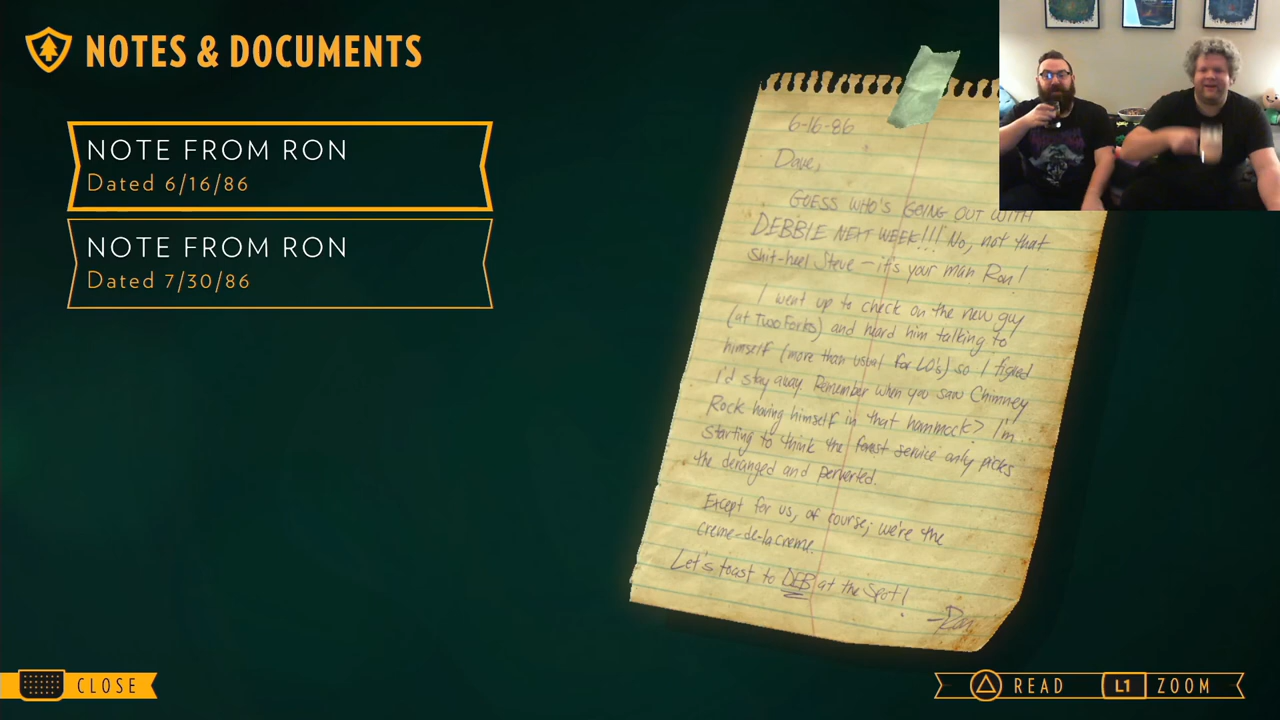 NOTES & DOCUMENTS
NOTE FROM RON
Dated 6/16/86
NOTE FROM RON
Dated 7/30/86
6-16-86
Dave,
GUESS WHO'S GOING OUT WITH
DEBBIE NEXT WEEK!!! No, not that
shit-heel Steve - it's your man Ron!
I went up to check on the new guy
(at Two Forks) and heard him talking to
himself (more than usual for LO's) so I figured
I'd stay away. Remember when you saw Chimney
Rock having himself in that hammock? I'm
starting to think the forest service only picks
the deranged and perverted.
Except for us, of course; we're the
creme-de-la creme.
Let's toast to DEB at the spot!
-Ron
CLOSE
READ
L1 ZOOM